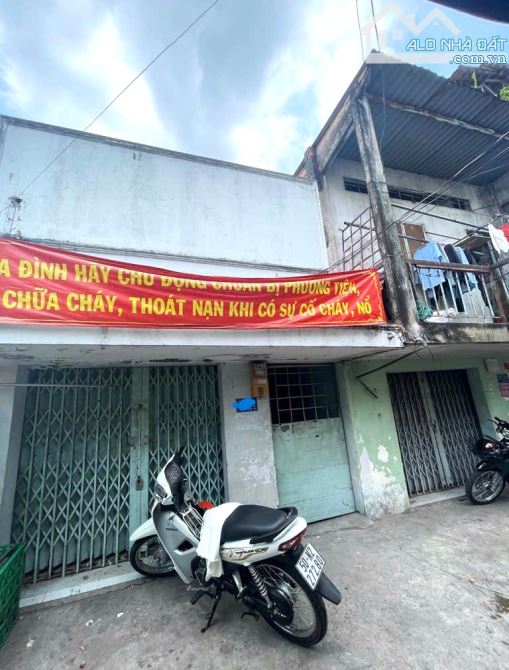 ALO NHÀ ĐẤT
.com.vn
A ĐÌNH HÃY CHỦ ĐỘNG CHUẨN BỊ PHƯƠNG TIỆN,
CHỮA CHÁY, THOÁT NẠN KHI CÓ SỰ CỐ CHÁY, NỔ